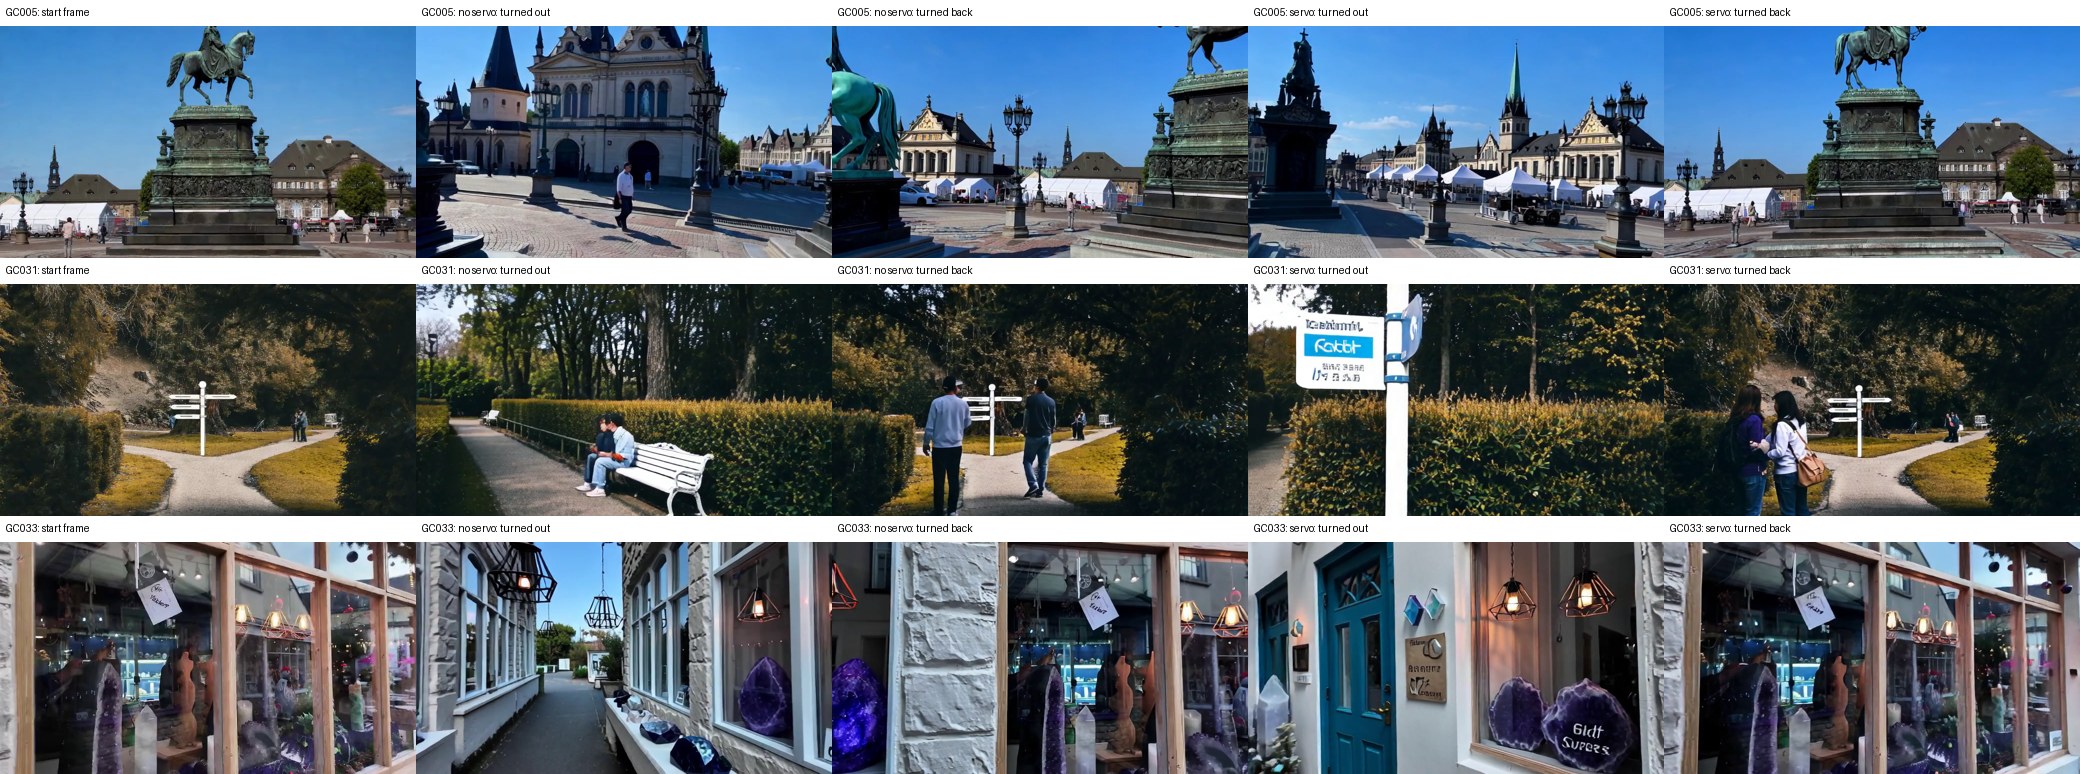 GC005: start frame
GC005: no servo: turned out
GC005: no servo: turned back
GC005: servo: turned out
GC005: servo: turned back
GC031: start frame
GC031: no servo: turned out
GC031: no servo: turned back
GC031: servo: turned out
GC031: servo: turned back
GC033: start frame
GC033: no servo: turned out
GC033: no servo: turned back
GC033: servo: turned out
GC033: servo: turned back